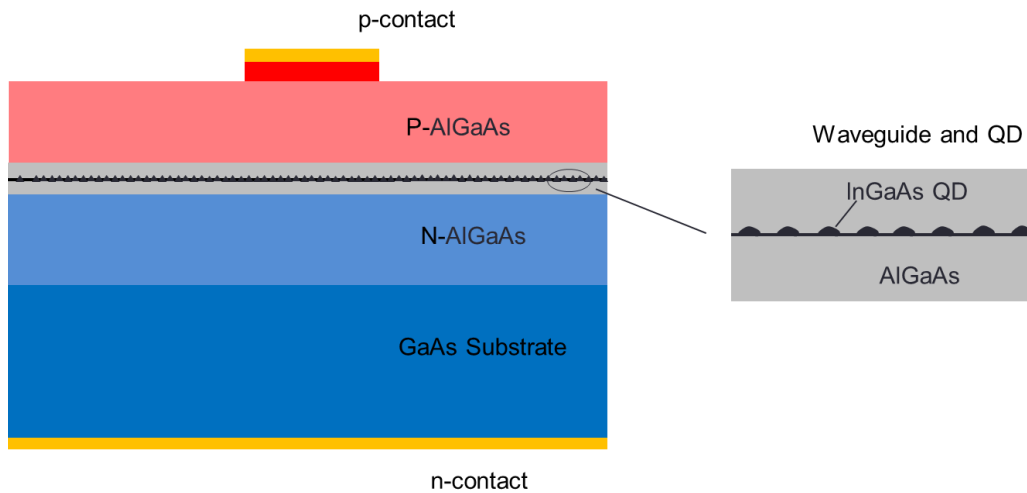 p-contact
P-AlGaAs
Waveguide and QD
InGaAs QD
N-AlGaAs
AlGaAs
GaAs Substrate
n-contact